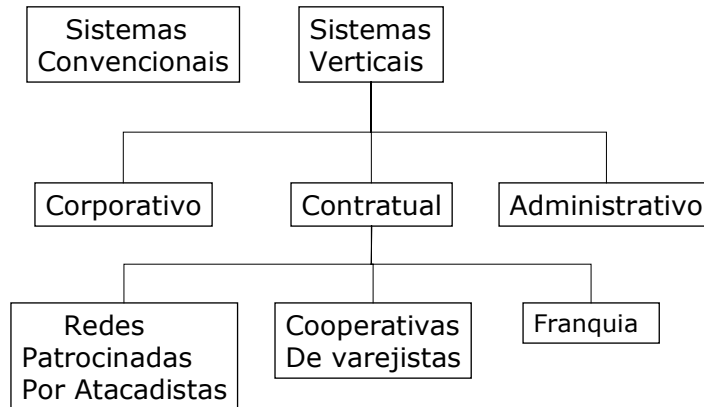 Sistemas
Convencionais
Sistemas
Verticais
Corporativo
Contratual
Administrativo
Redes
Patrocinadas
Por Atacadistas
Cooperativas
De varejistas
Franquia